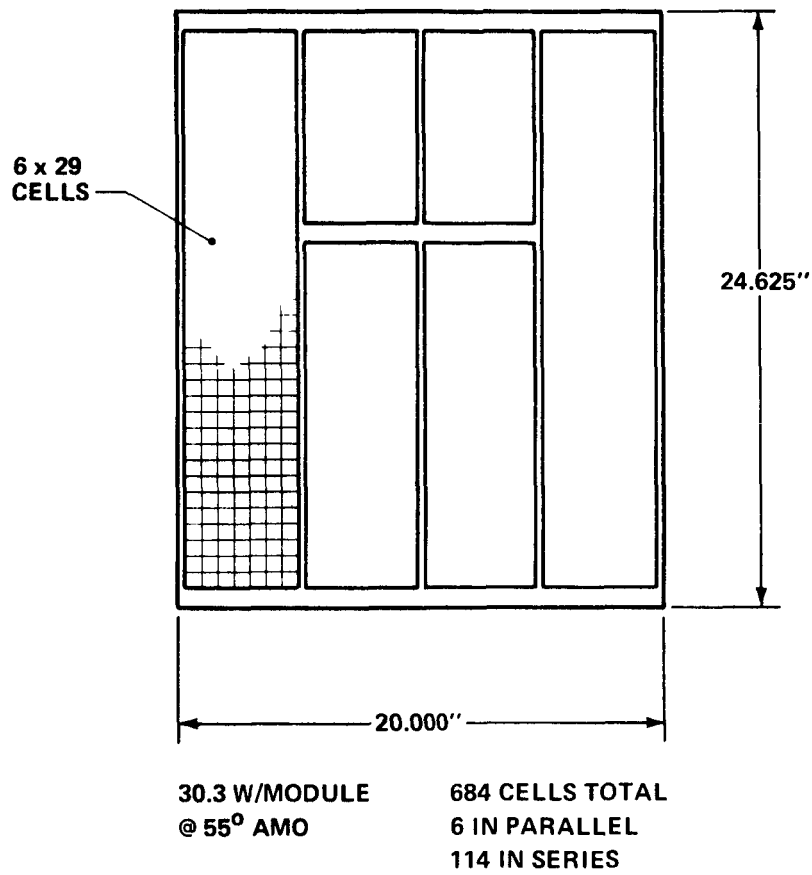 6 x 29
CELLS
24.625"
20.000"
30.3 W/MODULE
@ 55⁰ AMO
684 CELLS TOTAL
6 IN PARALLEL
114 IN SERIES